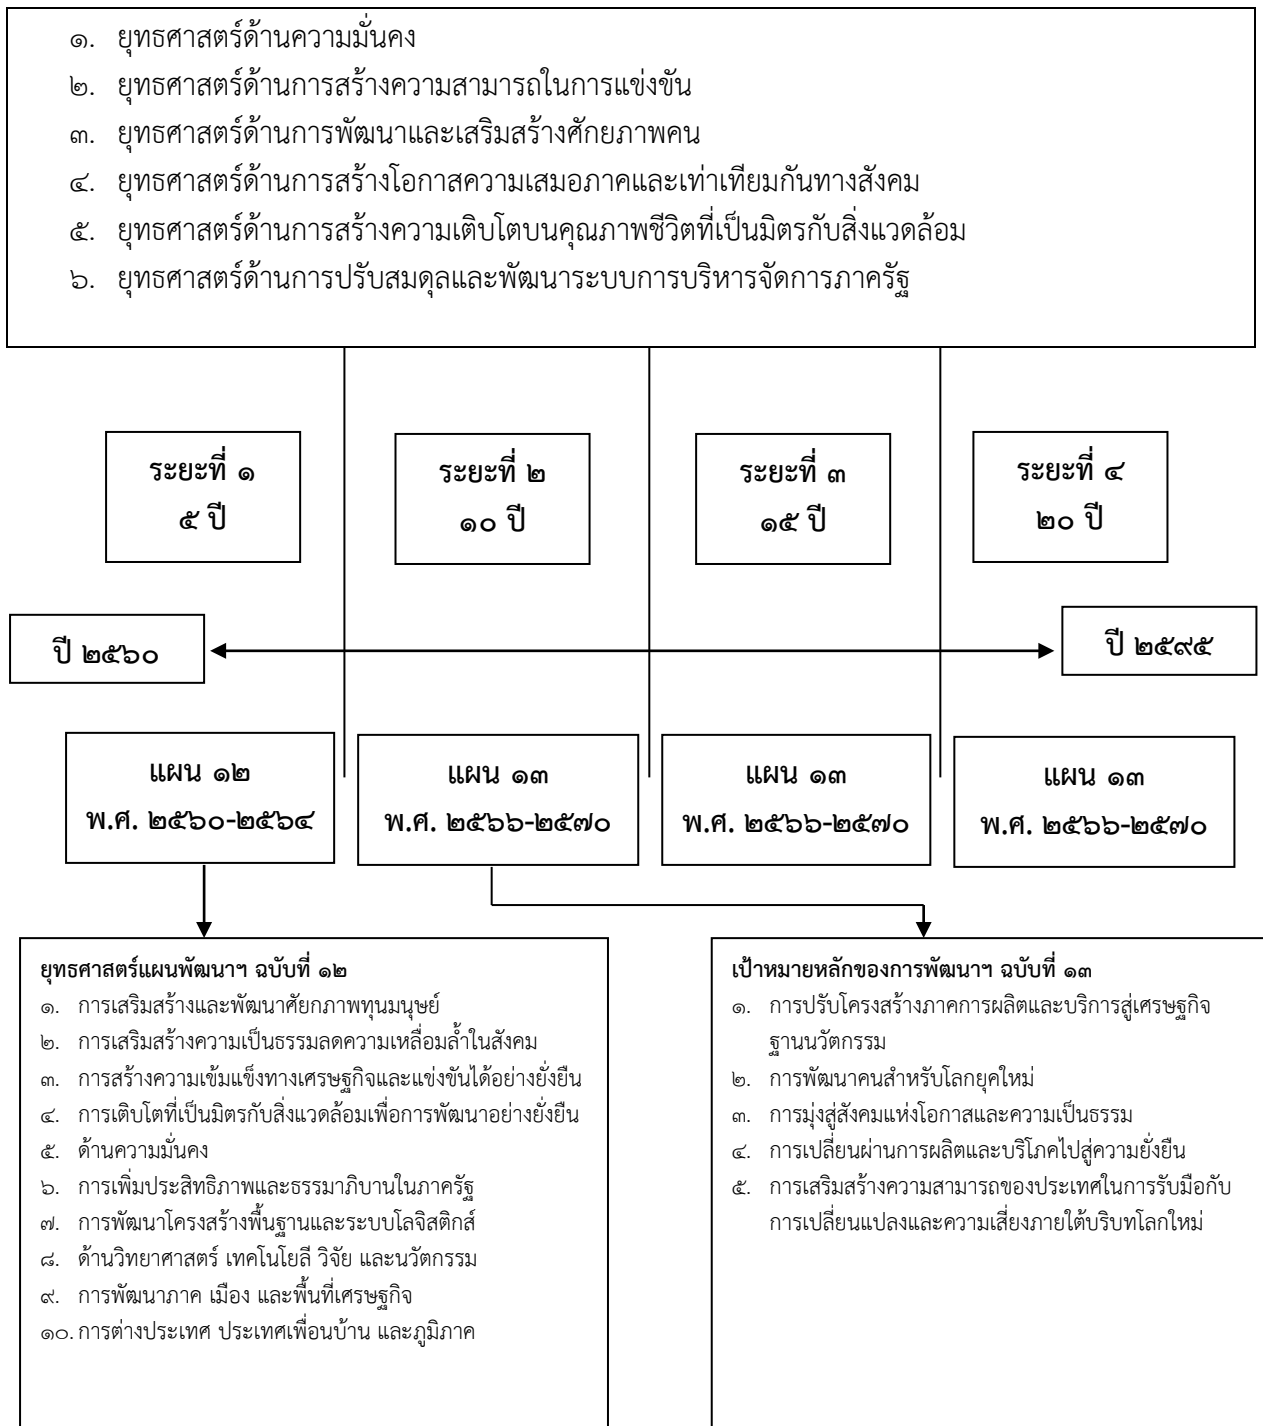 ๑. ยุทธศาสตร์ด้านความมั่นคง
๒. ยุทธศาสตร์ด้านการสร้างความสามารถในการแข่งขัน
๓. ยุทธศาสตร์ด้านการพัฒนาและเสริมสร้างศักยภาพคน
๔. ยุทธศาสตร์ด้านการสร้างโอกาสความเสมอภาคและเท่าเทียมกันทางสังคม
๕. ยุทธศาสตร์ด้านการสร้างความเติบโตบนคุณภาพชีวิตที่เป็นมิตรกับสิ่งแวดล้อม
๖. ยุทธศาสตร์ด้านการปรับสมดุลและพัฒนาระบบการบริหารจัดการภาครัฐ
ระยะที่ ๑
๕ ปี
ระยะที่ ๒
๑๐ ปี
ระยะที่ ๓
๑๕ ปี
ระยะที่ ๔
๒๐ ปี
ปี ๒๕๖๐
ปี ๒๕๙๕
แผน ๑๒
พ.ศ. ๒๕๖๐-๒๕๖๔
แผน ๑๓
พ.ศ. ๒๕๖๖-๒๕๗๐
แผน ๑๓
พ.ศ. ๒๕๖๖-๒๕๗๐
แผน ๑๓
พ.ศ. ๒๕๖๖-๒๕๗๐
ยุทธศาสตร์แผนพัฒนาฯ ฉบับที่ ๑๒
๑. การเสริมสร้างและพัฒนาศัยกภาพทุนมนุษย์
๒. การเสริมสร้างความเป็นธรรมลดความเหลื่อมล้ำในสังคม
๓. การสร้างความเข้มแข็งทางเศรษฐกิจและแข่งขันได้อย่างยั่งยืน
๔. การเติบโตที่เป็นมิตรกับสิ่งแวดล้อมเพื่อการพัฒนาอย่างยั่งยืน
๕. ด้านความมั่นคง
๖. การเพิ่มประสิทธิภาพและธรรมาภิบานในภาครัฐ
๗. การพัฒนาโครงสร้างพื้นฐานและระบบโลจิสติกส์
๘. ด้านวิทยาศาสตร์ เทคโนโยลี วิจัย และนวัตกรรม
๙. การพัฒนาภาค เมือง และพื้นที่เศรษฐกิจ
๑๐. การต่างประเทศ ประเทศเพื่อนบ้าน และภูมิภาค
เป้าหมายหลักของการพัฒนาฯ ฉบับที่ ๑๓
๑. การปรับโครงสร้างภาคการผลิตและบริการสู่เศรษฐกิจ
ฐานนวัตกรรม
๒. การพัฒนาคนสำหรับโลกยุคใหม่
๓. การมุ่งสู่สังคมแห่งโอกาสและความเป็นธรรม
๔. การเปลี่ยนผ่านการผลิตและบริโภคไปสู่ความยั่งยืน
๕. การเสริมสร้างความสามารถของประเทศในการรับมือกับ
การเปลี่ยนแปลงและความเสี่ยงภายใต้บริบทโลกใหม่